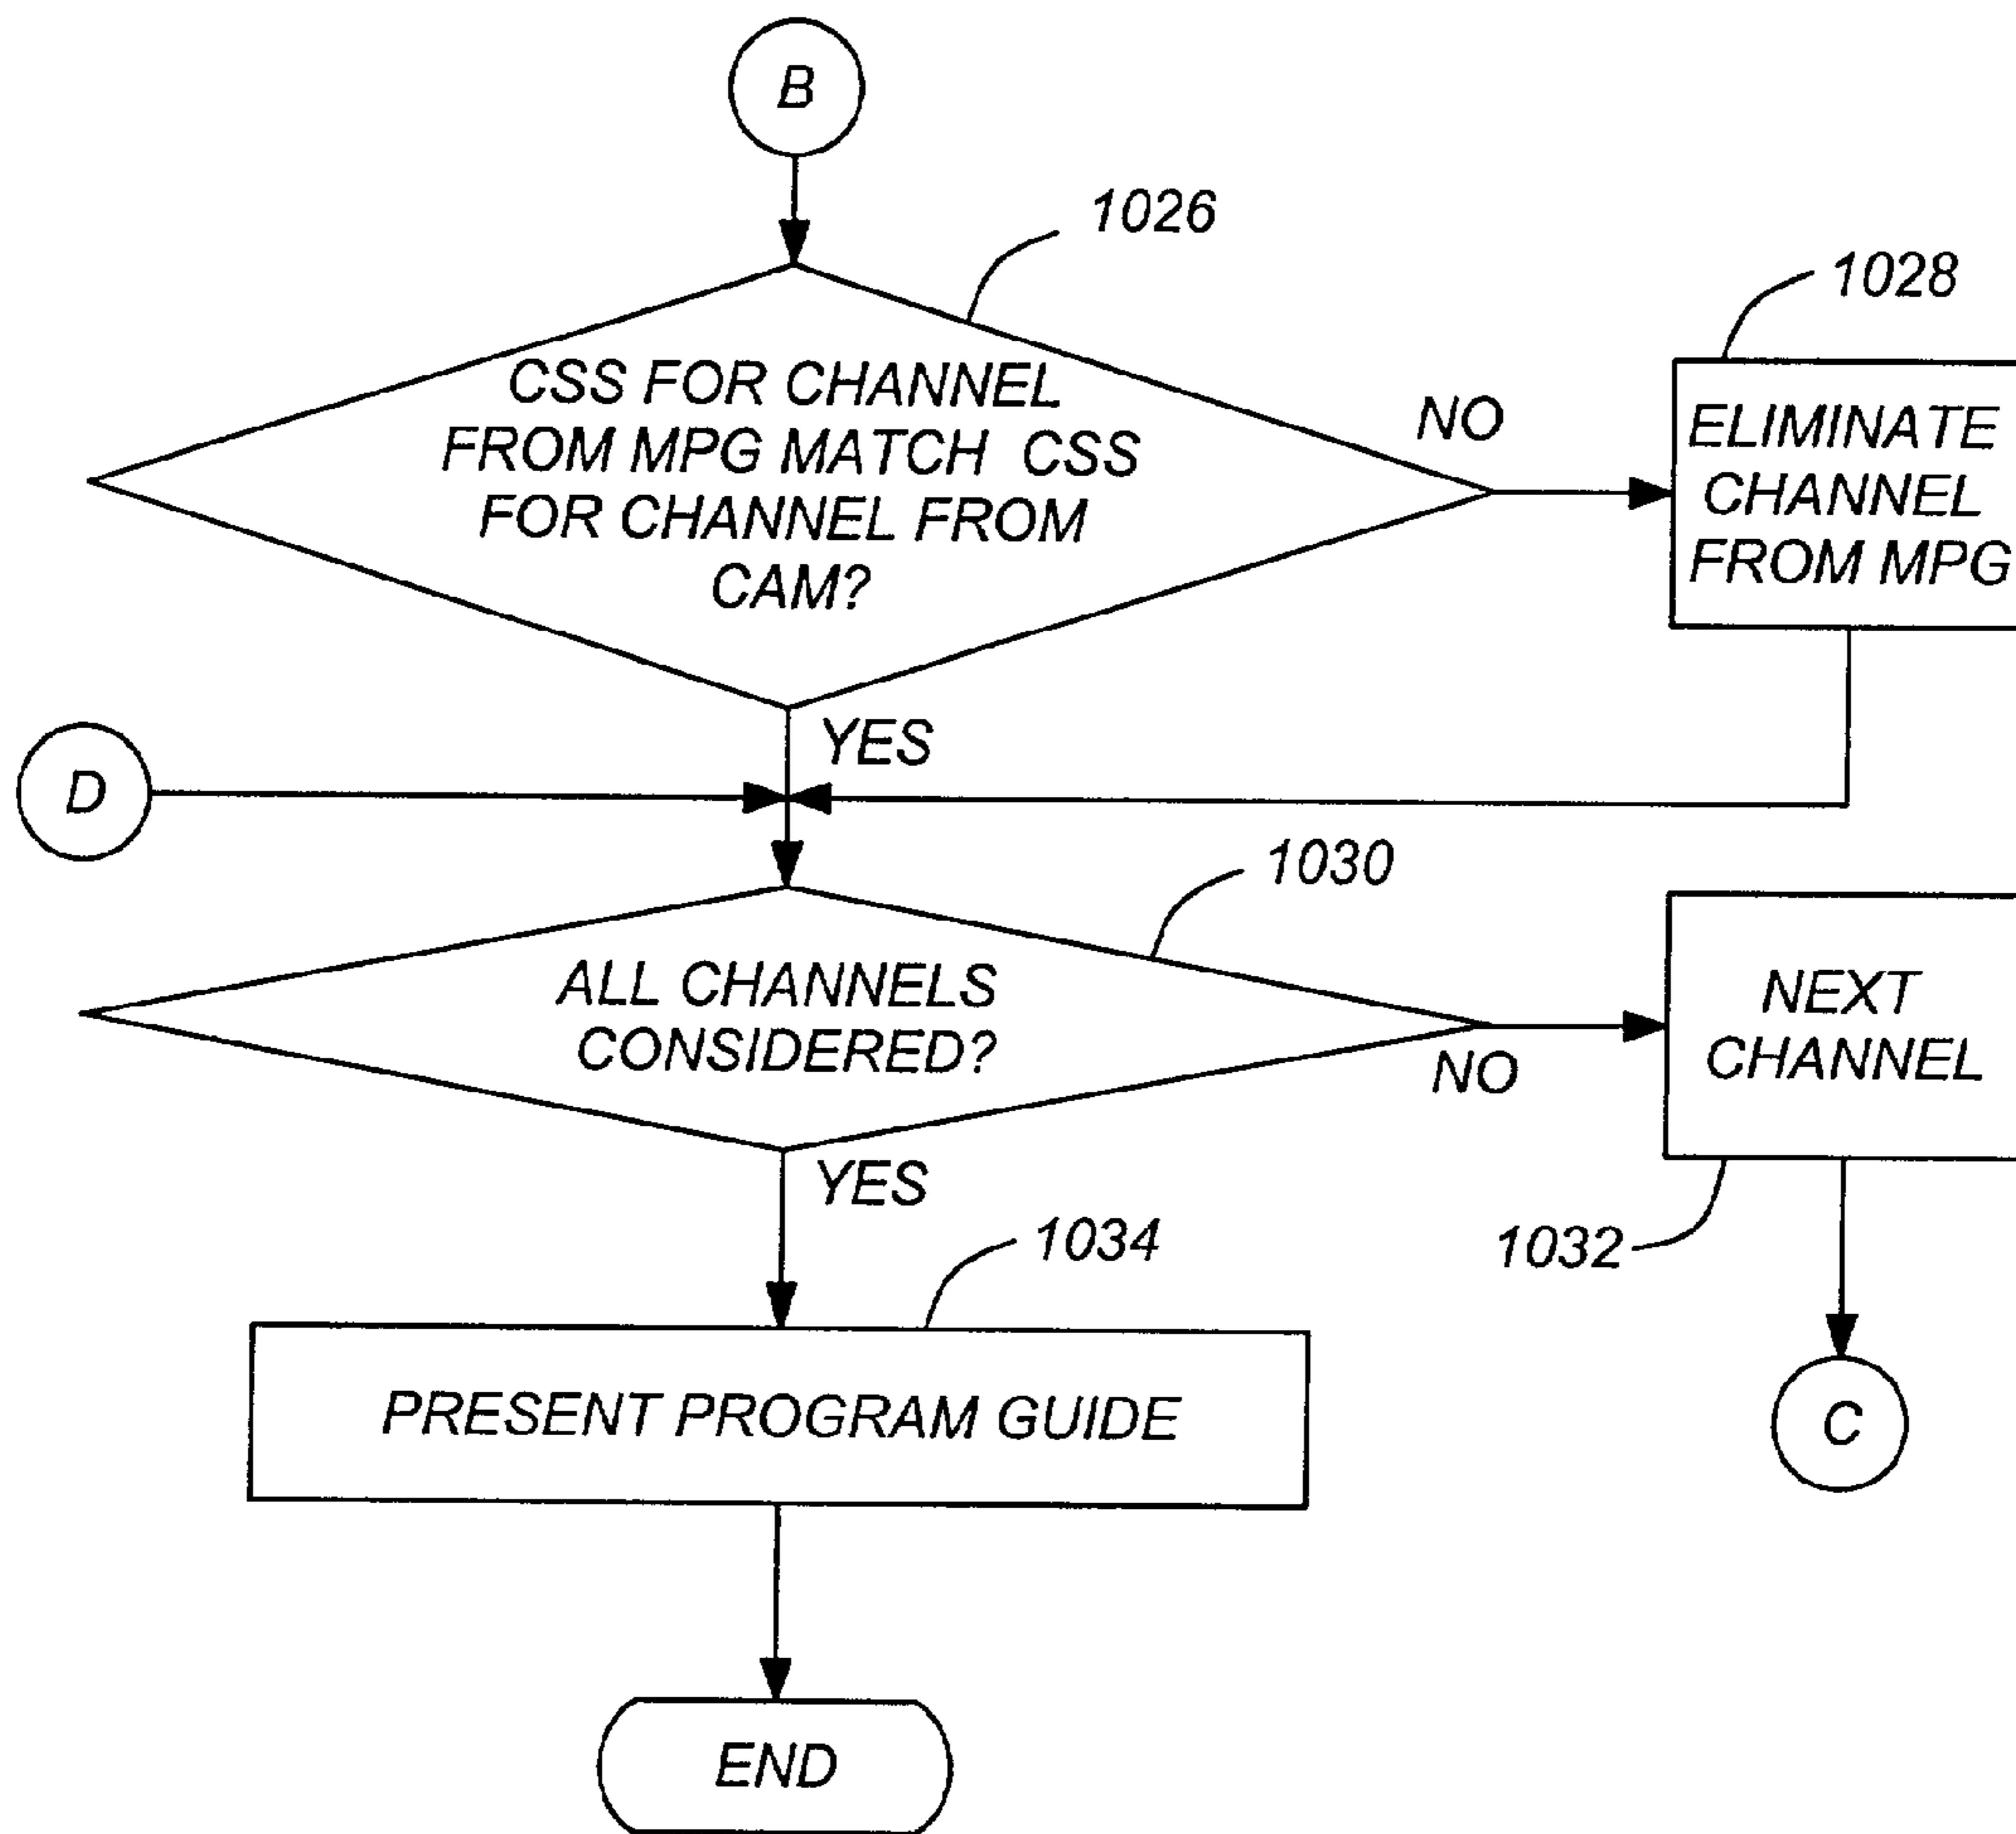 B
1026
CSS FOR CHANNEL
FROM MPG MATCH CSS
FOR CHANNEL FROM
CAM?
NO
1028
ELIMINATE
CHANNEL
FROM MPG
YES
D
1030
ALL CHANNELS
CONSIDERED?
NO
NEXT
CHANNEL
1032
YES
1034
PRESENT PROGRAM GUIDE
C
END